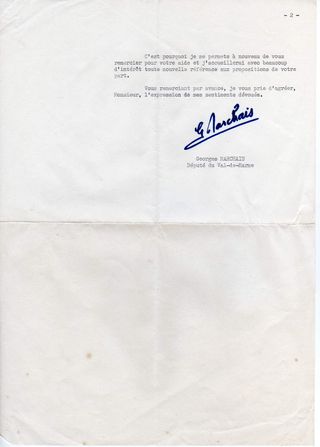 - 2 -
C'est pourquoi je me permets à nouveau de vous
remercier pour votre aide et j'accueillerai avec beaucoup
d'intérêt toute nouvelle référence aux propositions de votre
part.
Vous remerciant par avance, je vous prie d'agréer,
Monsieur, l'expression de mes sentiments dévoués.
G Marchais
Georges MARCHAIS
Député du Val-de-Marne